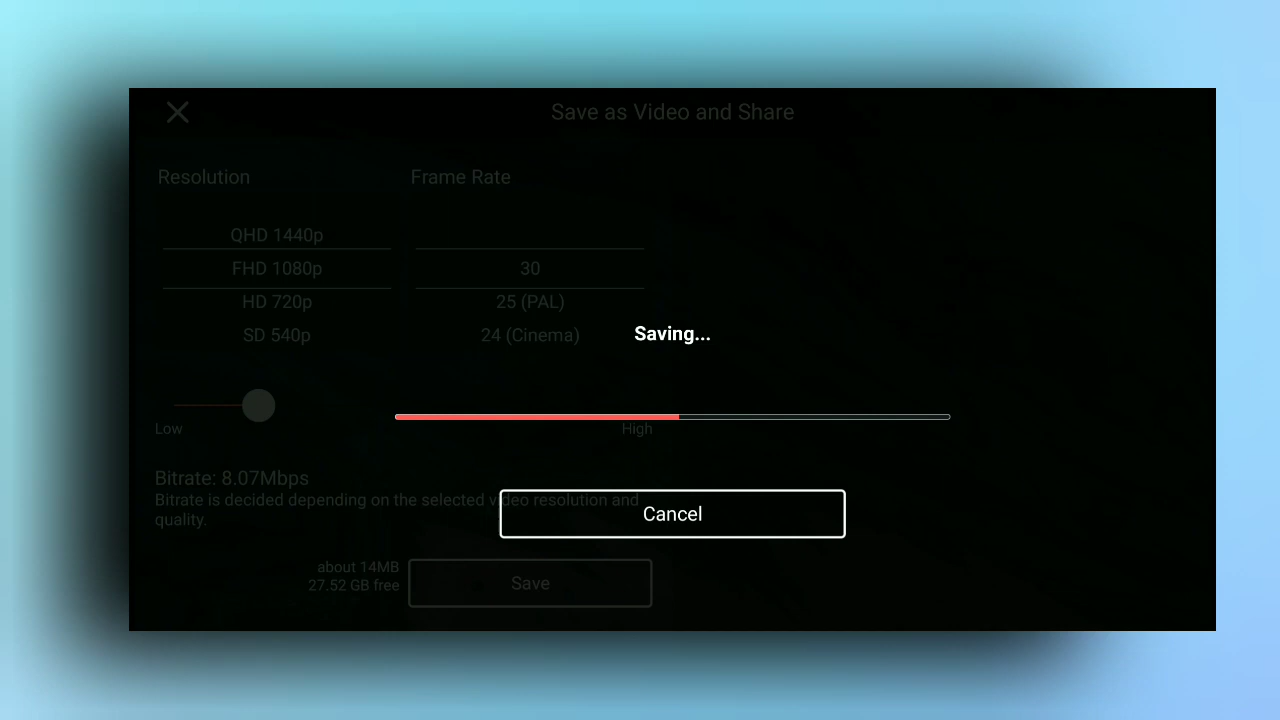 Save as Video and Share
Resolution
Frame Rate
QHD 1440p
FHD 1080p
30
HD 720p
25 (PAL)
SD 540p
24 (Cinema)
Saving...
Low
High
Bitrate: 8.07Mbps
Bitrate is decided depending on the selected video resolution and
quality.
Cancel
about 14MB
27.52 GB free
Save